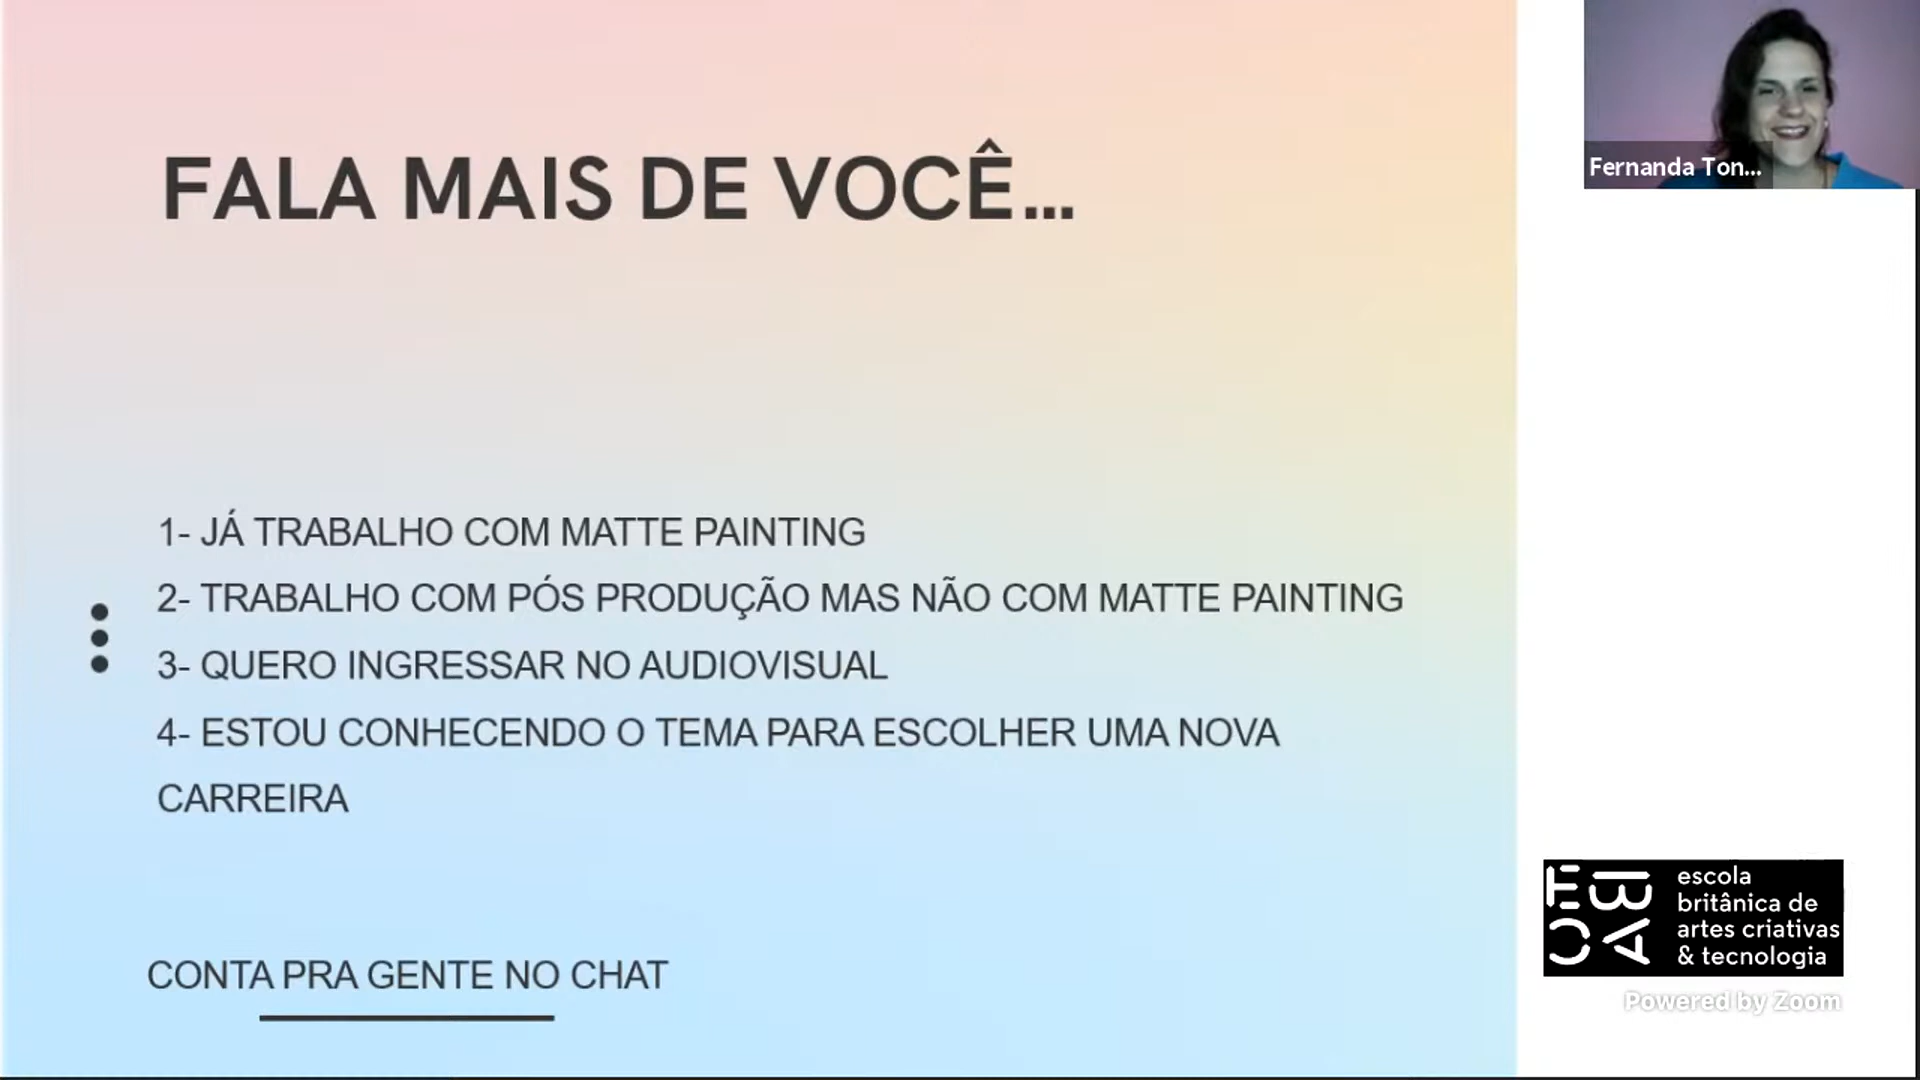 FALA MAIS DE VOCÊ...
1- JÁ TRABALHO COM MATTE PAINTING
2- TRABALHO COM PÓS PRODUÇÃO MAS NÃO COM MATTE PAINTING
3- QUERO INGRESSAR NO AUDIOVISUAL
4- ESTOU CONHECENDO O TEMA PARA ESCOLHER UMA NOVA
CARREIRA
CONTA PRA GENTE NO CHAT
Fernanda Ton...
EBAC
escola
britânica de
artes criativas
& tecnologia
Powered by Zoom